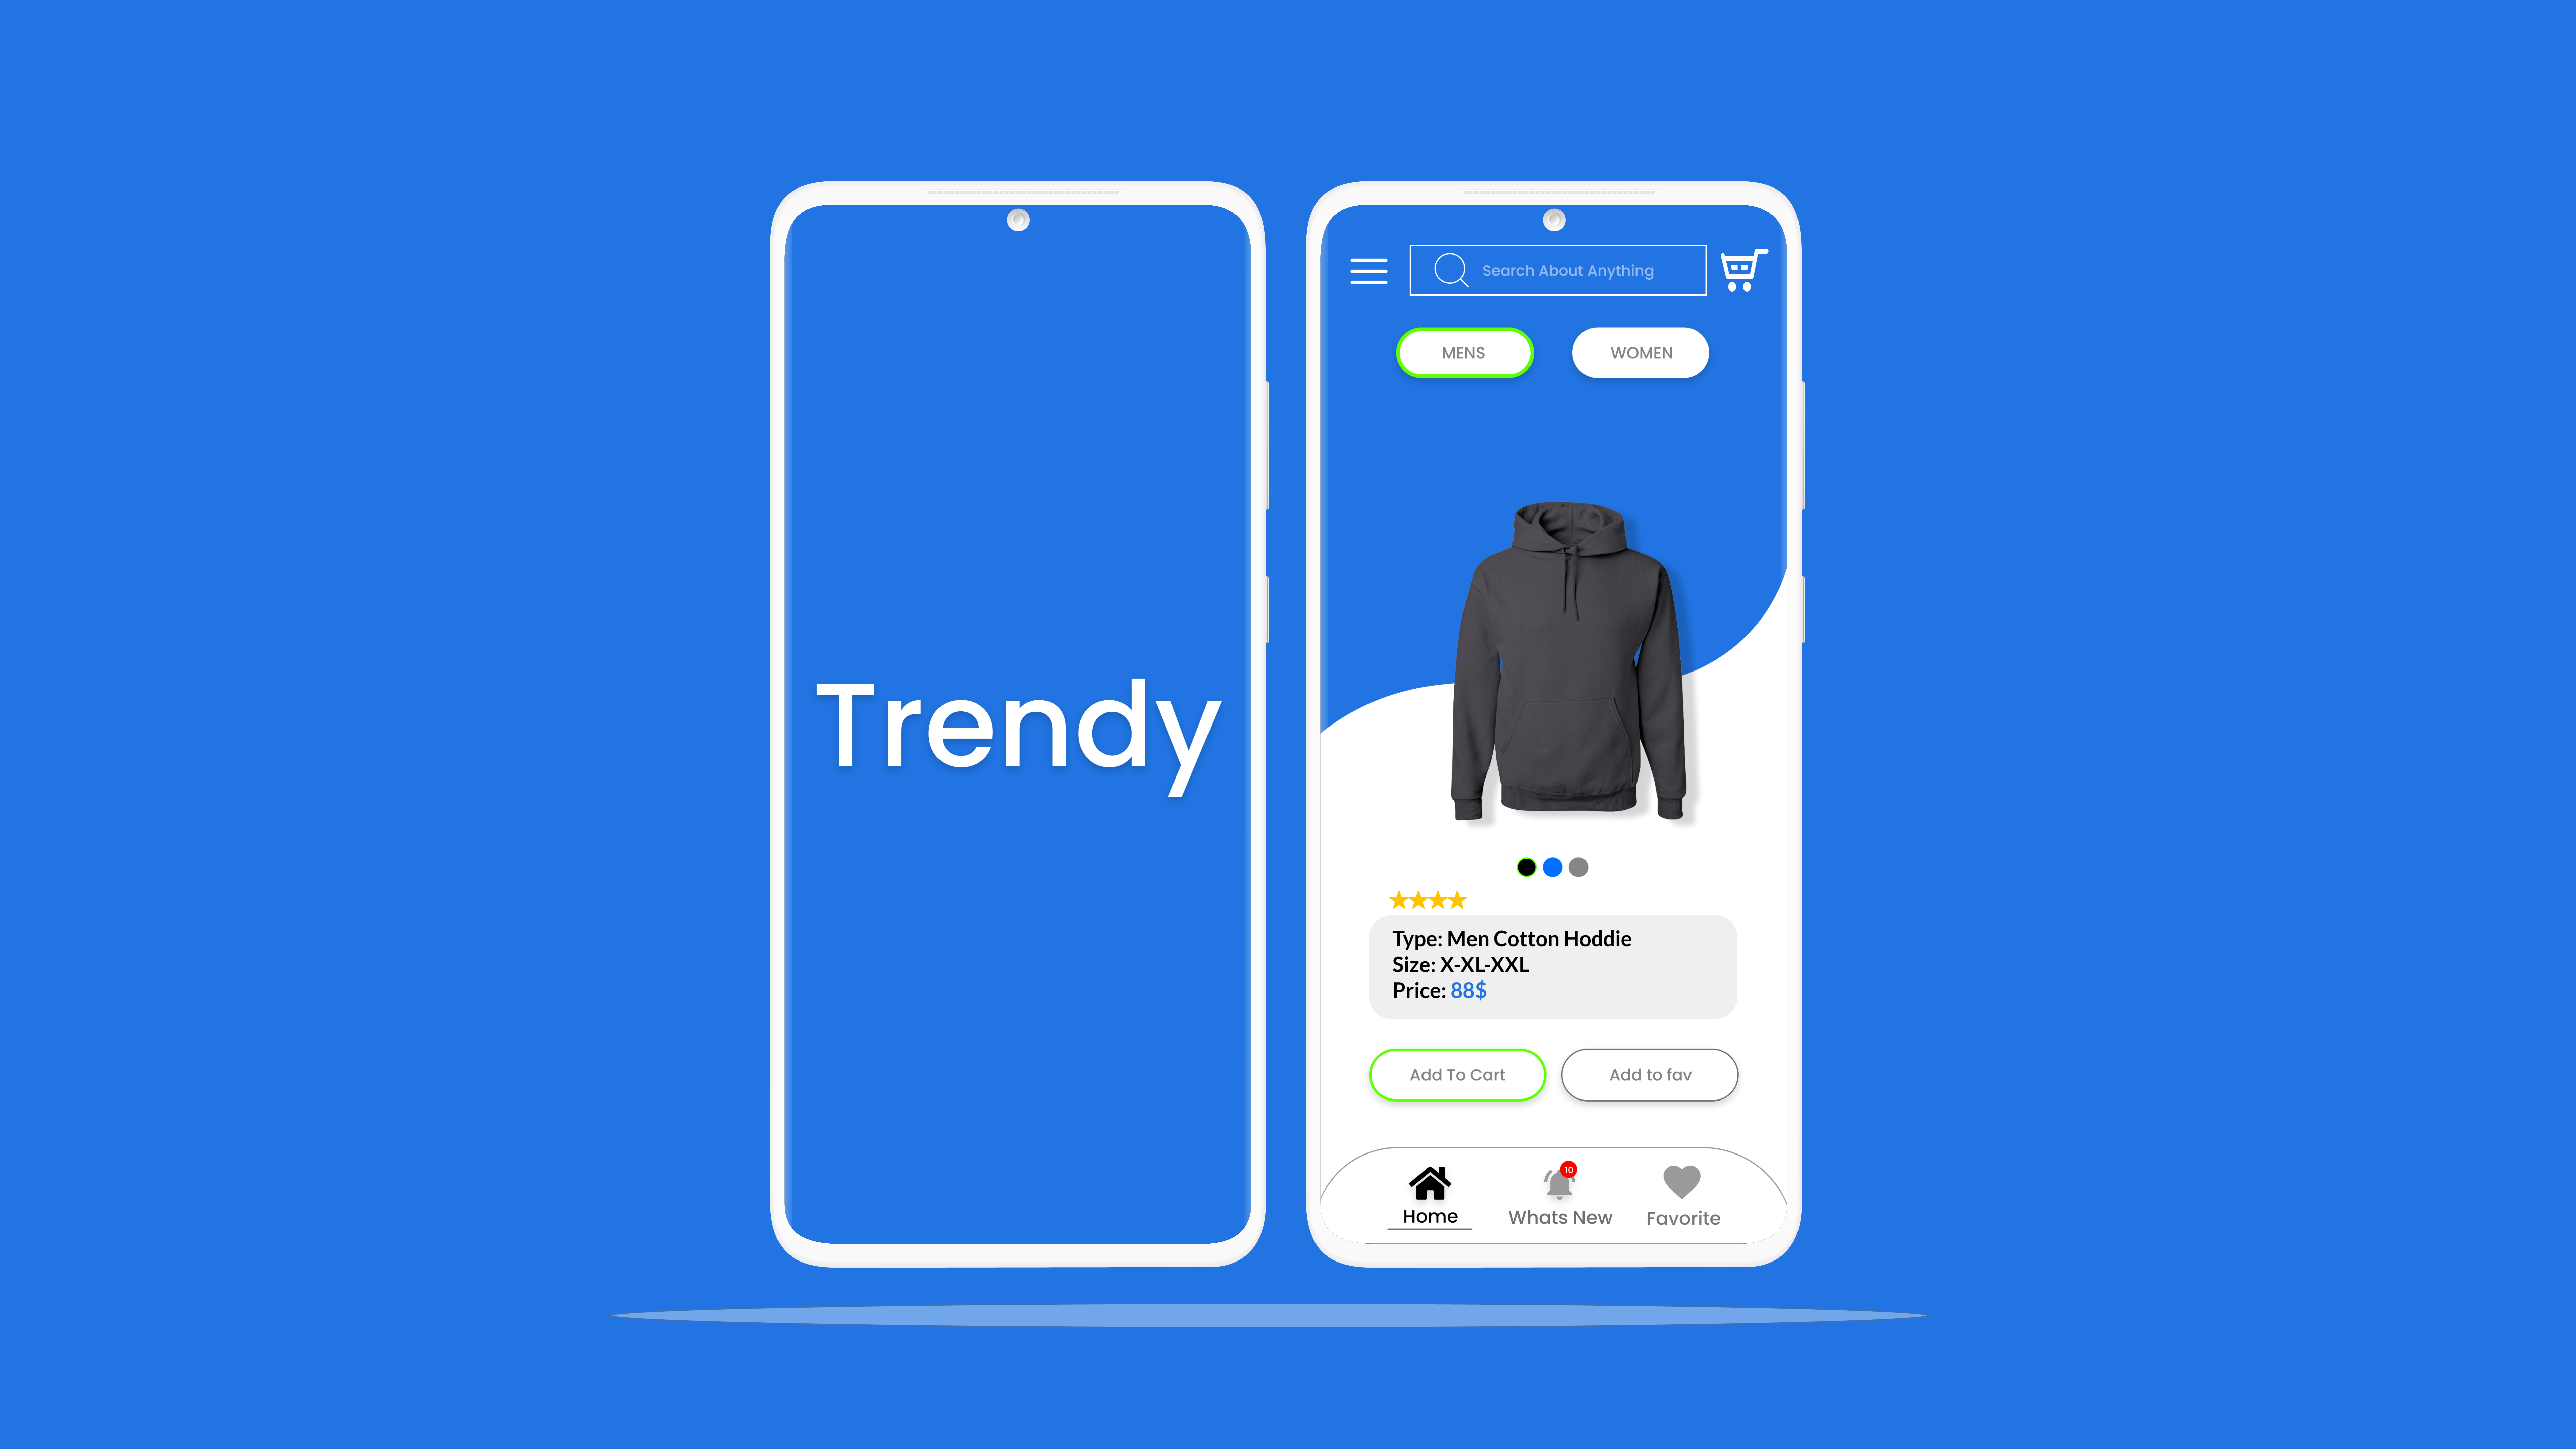 Trendy
Search About Anything
MENS
WOMEN
Type: Men Cotton Hoddie
Size: X-XL-XXL
Price: 88$
Add To Cart
Add to fav
10
Home
Whats New
Favorite